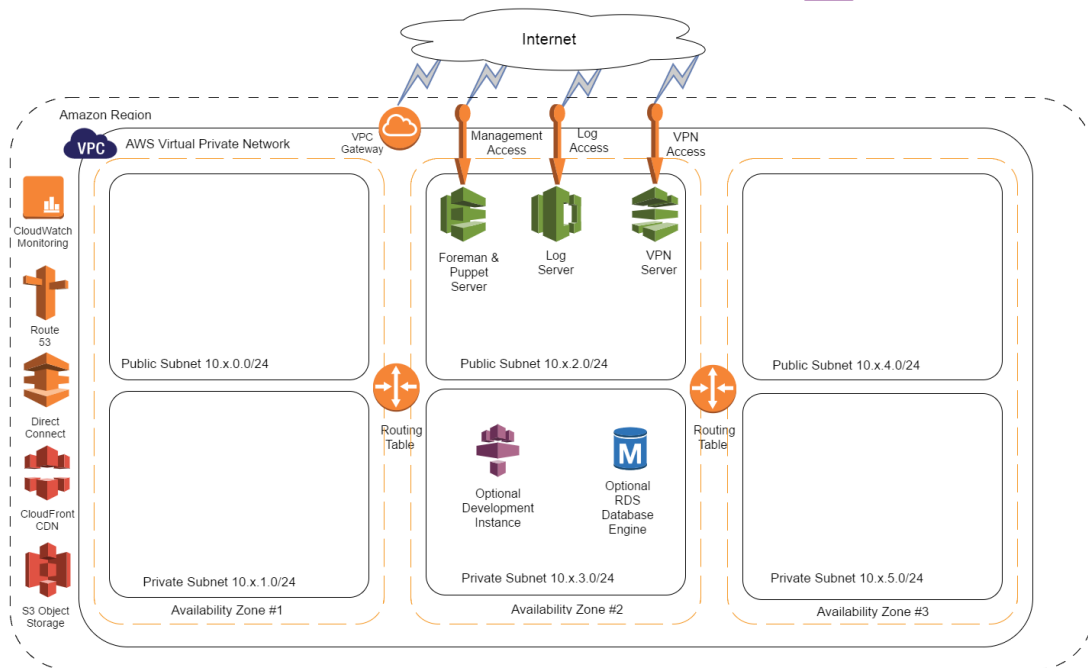 Internet
Amazon Region
VPC
AWS Virtual Private Network
VPC
Gateway
Management
Access
Log
Access
VPN
Access
CloudWatch
Monitoring
Route
53
Direct
Connect
CloudFront
CDN
S3 Object
Storage
Foreman &
Puppet
Server
Log
Server
VPN
Server
Public Subnet 10.x.0.0/24
Public Subnet 10.x.2.0/24
Public Subnet 10.x.4.0/24
Routing
Table
Routing
Table
Optional
Development
Instance
M
Optional
RDS
Database
Engine
Private Subnet 10.x.1.0/24
Private Subnet 10.x.3.0/24
Private Subnet 10.x.5.0/24
Availability Zone #1
Availability Zone #2
Availability Zone #3